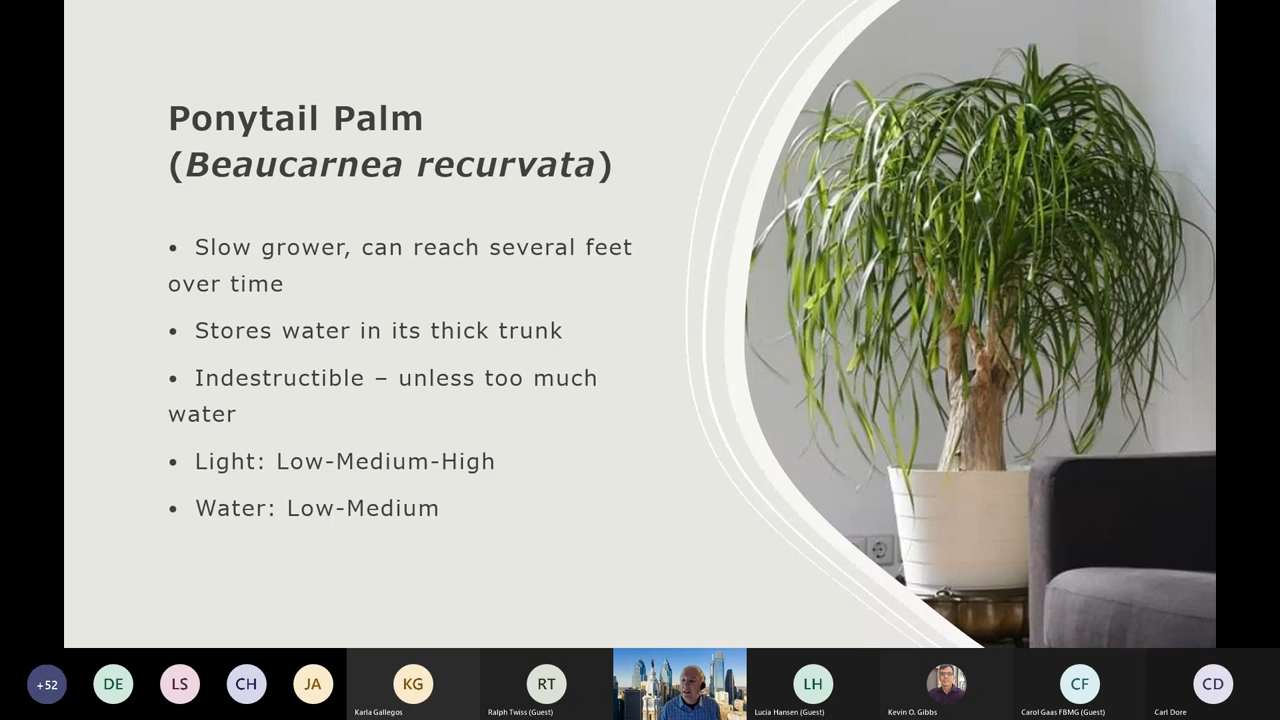 Ponytail Palm
(Beaucarnea recurvata)
• Slow grower, can reach several feet
over time
• Stores water in its thick trunk
• Indestructible – unless too much
water
• Light: Low-Medium-High
• Water: Low-Medium
+52
DE
LS
CH
JA
KG
RT
LH
CF
CD
Karla Gallegos
Ralph Twiss (Guest)
Lucia Hansen (Guest)
Kevin O. Gibbs
Carol Gaas FBMG (Guest)
Carl Dore